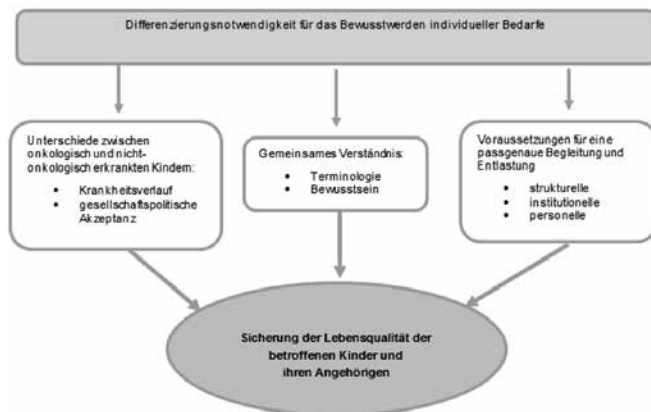 Differenzierungsnotwendigkeit für das Bewusstwerden individueller Bedarfe
Unterschiede zwischen
onkologisch und nicht-
onkologisch erkrankten Kindern:
• Krankheitsverlauf
• gesellschaftspolitische
Akzeptanz
Gemeinsames Verständnis:
• Terminologie
• Bewusstsein
Voraussetzungen für eine
passgenaue Begleitung und
Entlastung
• strukturelle
• institutionelle
• personelle
Sicherung der Lebensqualität der
betroffenen Kinder und
ihren Angehörigen